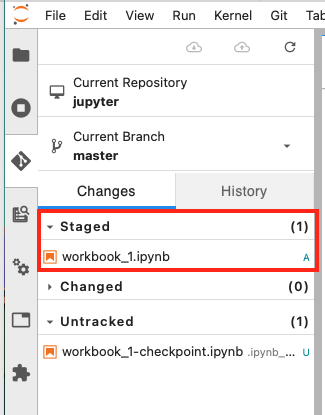 File Edit View Run Kernel Git Tab
Current Repository
jupyter
Current Branch
master
Changes History
Staged (1)
workbook_1.ipynb A
Changed (0)
Untracked (1)
workbook_1-checkpoint.ipynb .ipynb_... U